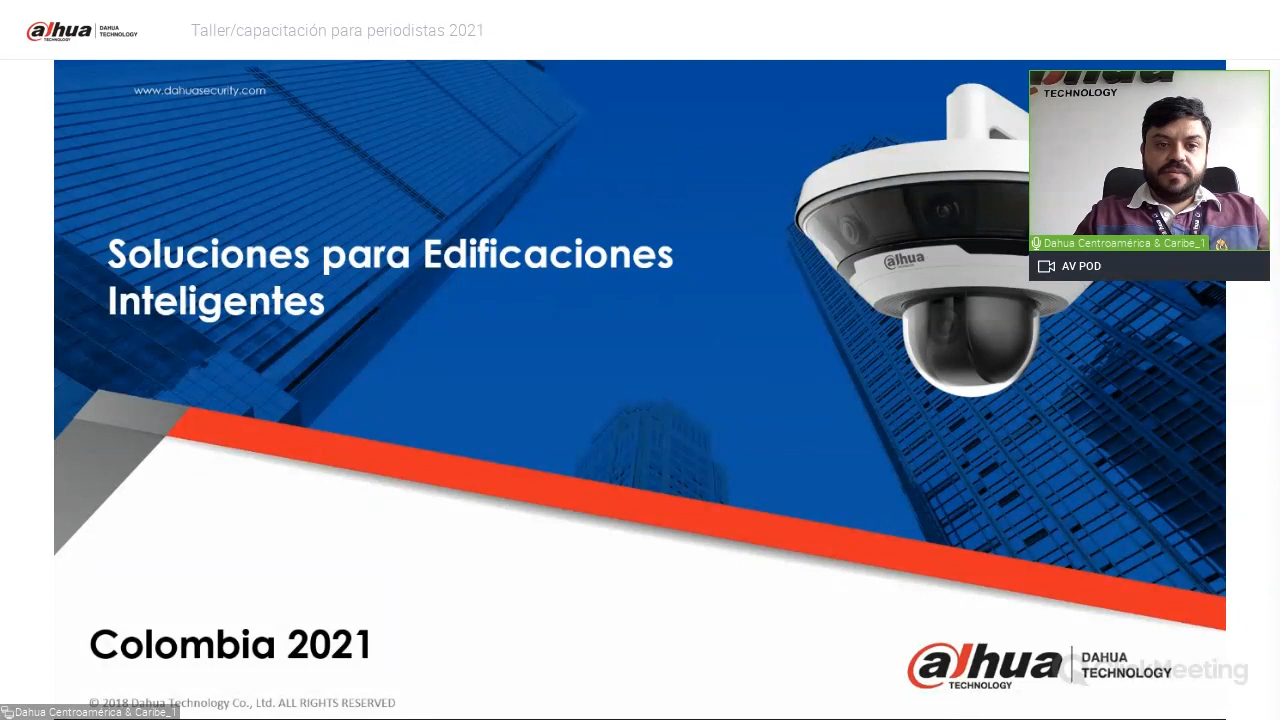 alhua
TECHNOLOGY
DAHUA
TECHNOLOGY
Taller/capacitación para periodistas 2021
www.dahuasecurity.com
TECHNOLOGY
Dahua Centroamérica & Caribe_1
AV POD
Soluciones para Edificaciones
Inteligentes
alhua
Colombia 2021
alhua
TECHNOLOGY
DAHUA
TECHNOLOGY
ClickMeeting
© 2018 Dahua Technology Co., Ltd. ALL RIGHTS RESERVED
Dahua Centroamérica & Caribe_1